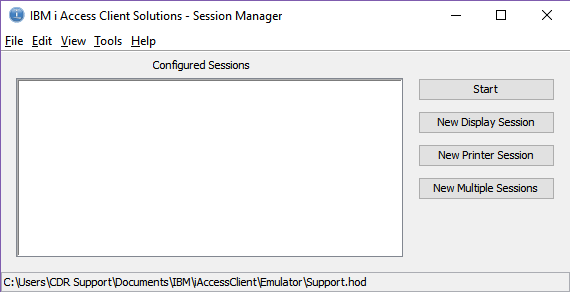 IBM i Access Client Solutions - Session Manager
File Edit View Tools Help
Configured Sessions
Start
New Display Session
New Printer Session
New Multiple Sessions
C:\Users\CDR Support\Documents\IBM\iAccessClient\Emulator\Support.hod